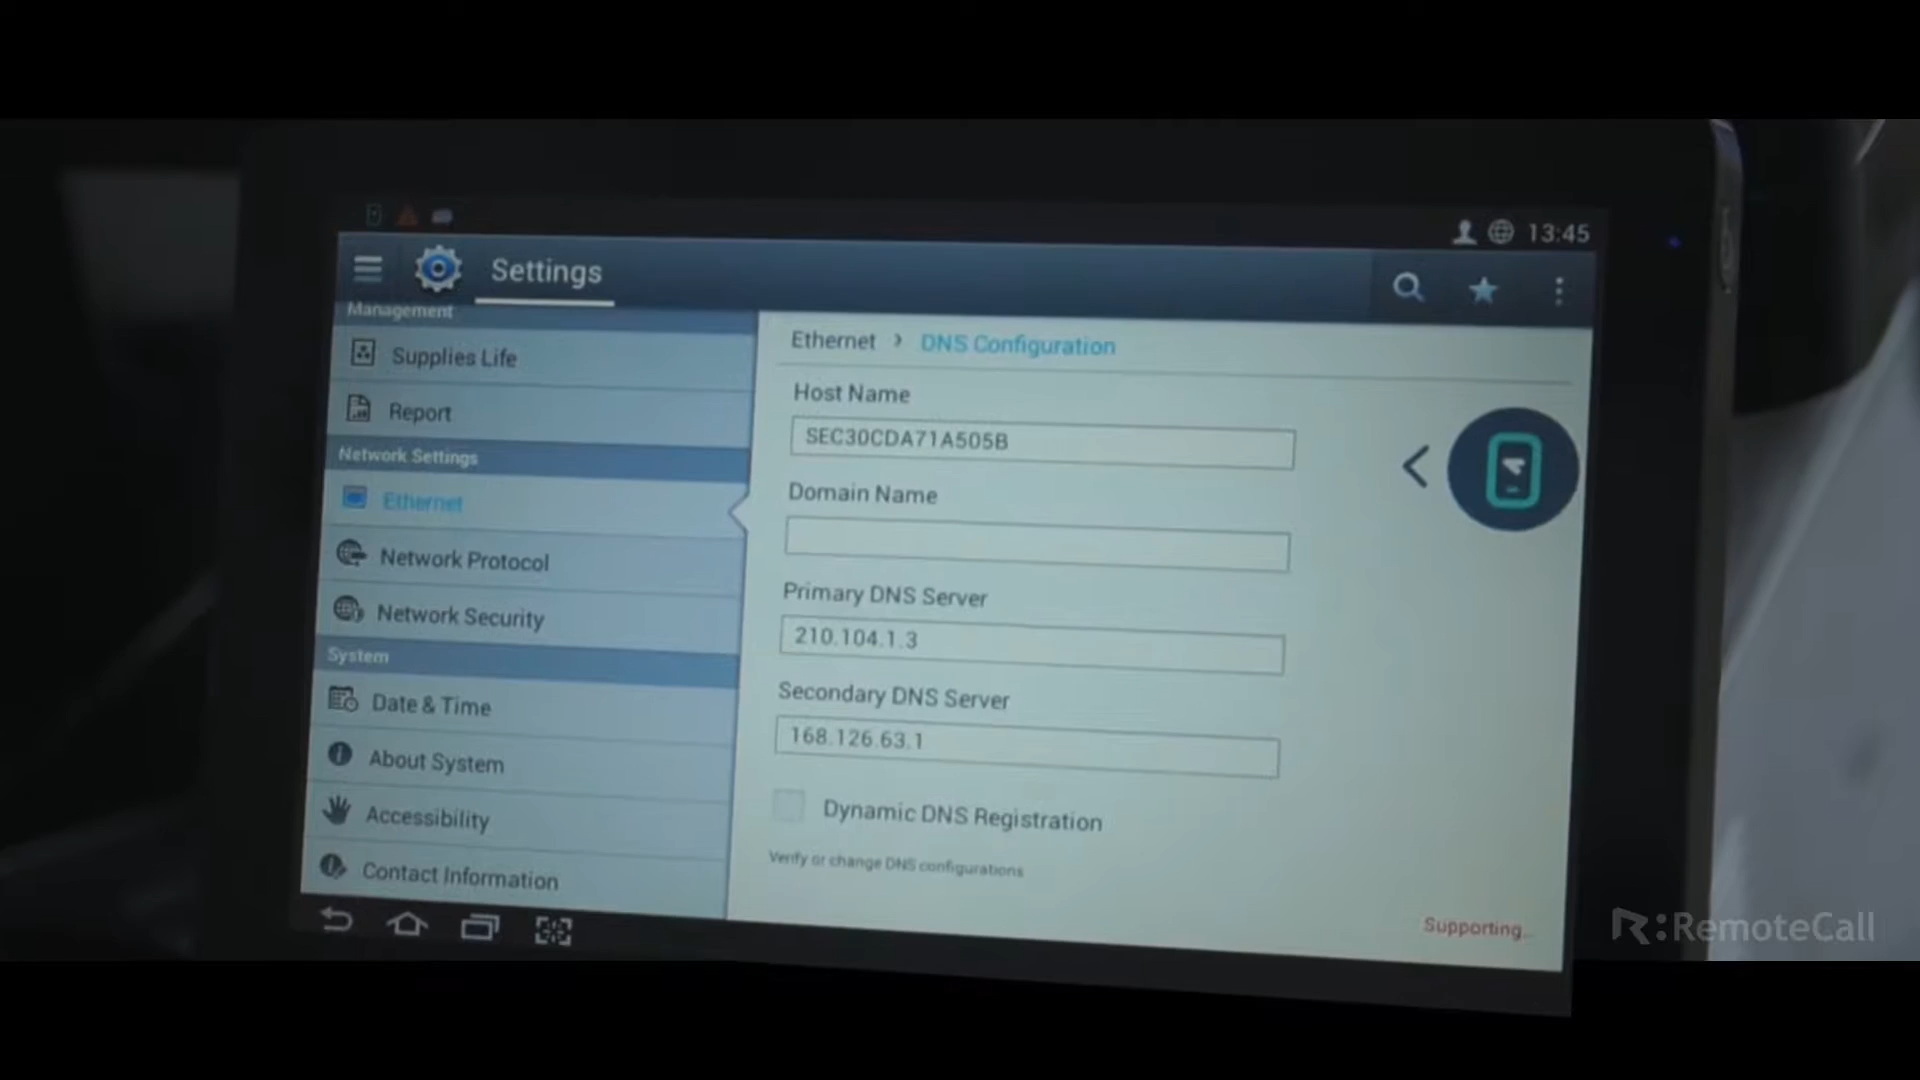 13:45
Settings
Management
Supplies Life
Report
Network Settings
Ethernet
Network Protocol
Network Security
System
Date & Time
About System
Accessibility
Contact Information
Ethernet > DNS Configuration
Host Name
SEC30CDA71A505B
Domain Name
Primary DNS Server
210.104.1.3
Secondary DNS Server
168.126.63.1
Dynamic DNS Registration
Verify or change DNS configurations
Supporting...
R:RemoteCall